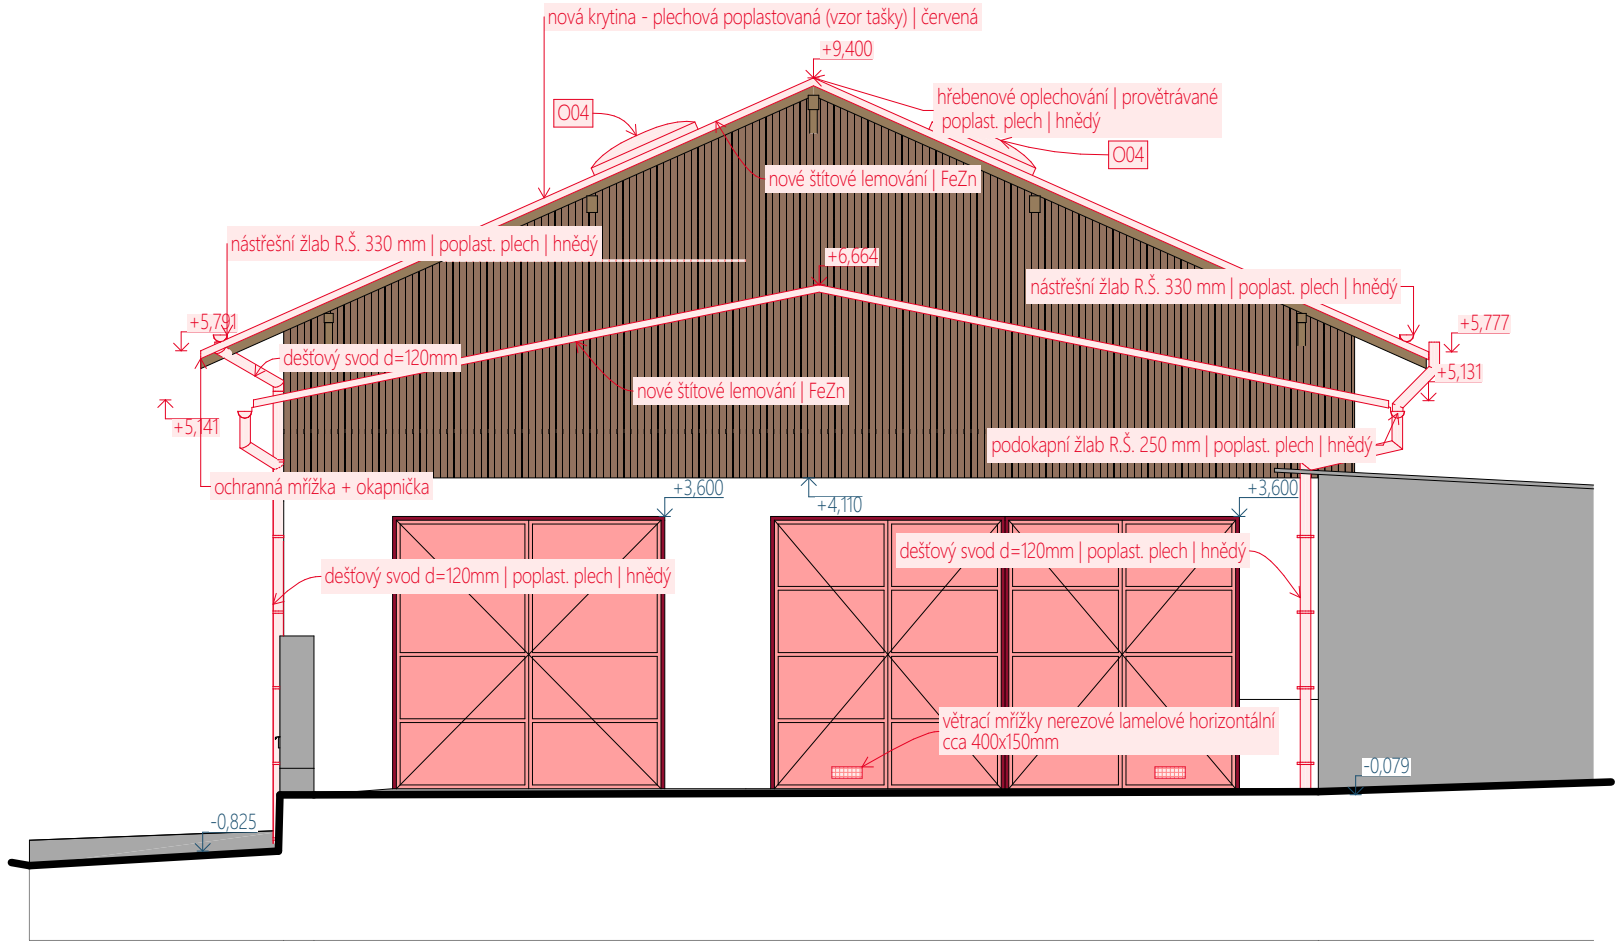 nová krytina - plechová poplastovaná (vzor tašky) | červená
+9,400
hřebenové oplechování | provětrávané
poplast. plech | hnědý
O04
O04
nové štítové lemování | FeZn
nástřešní žlab R.Š. 330 mm | poplast. plech | hnědý
+6,664
nástřešní žlab R.Š. 330 mm | poplast. plech | hnědý
+5,791
+5,777
dešťový svod d=120mm
+5,131
nové štítové lemování | FeZn
+5,141
podokapní žlab R.Š. 250 mm | poplast. plech | hnědý
ochranná mřížka + okapnička
+3,600
+4,110
+3,600
dešťový svod d=120mm | poplast. plech | hnědý
dešťový svod d=120mm | poplast. plech | hnědý
větrací mřížky nerezové lamelové horizontální
cca 400x150mm
-0,079
-0,825